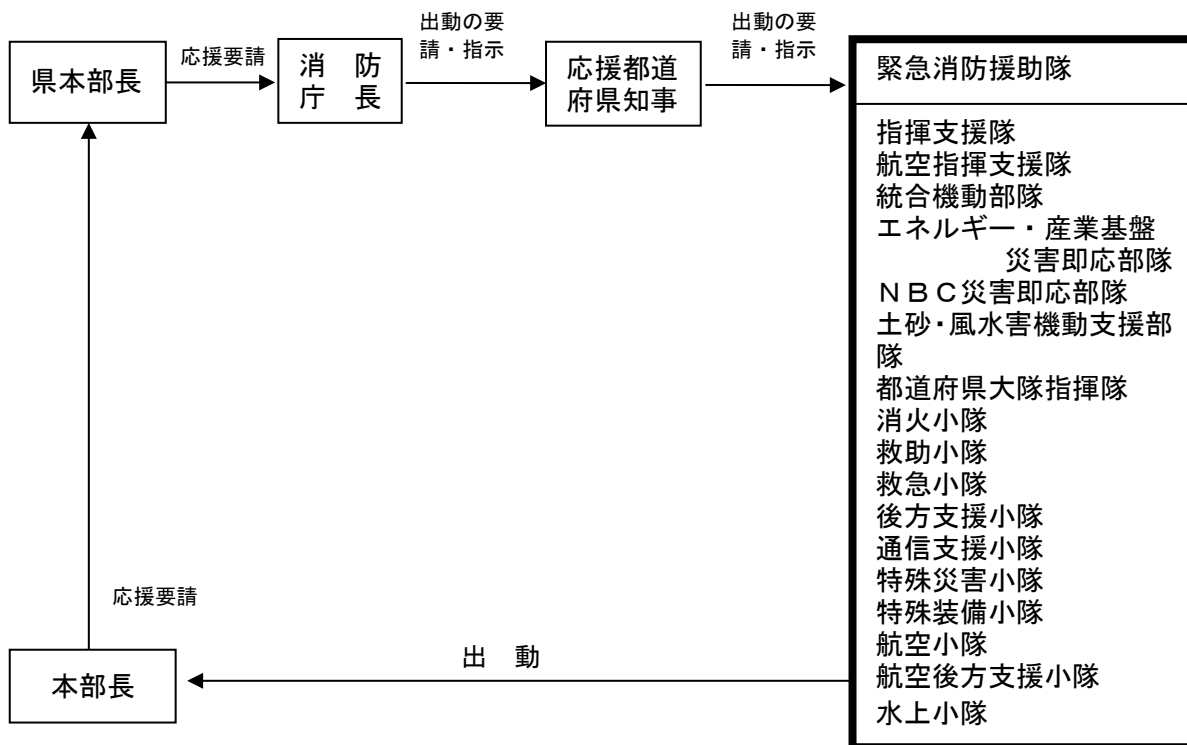 出動の要
請・指示
出動の要
請・指示
応援要請
県本部長
消　防
庁　長
応援都道
府県知事
緊急消防援助隊
指揮支援隊
航空指揮支援隊
統合機動部隊
エネルギー・産業基盤
災害即応部隊
ＮＢＣ災害即応部隊
土砂・風水害機動支援部
隊
都道府県大隊指揮隊
消火小隊
救助小隊
救急小隊
後方支援小隊
通信支援小隊
特殊災害小隊
特殊装備小隊
航空小隊
航空後方支援小隊
水上小隊
応援要請
出　動
本部長